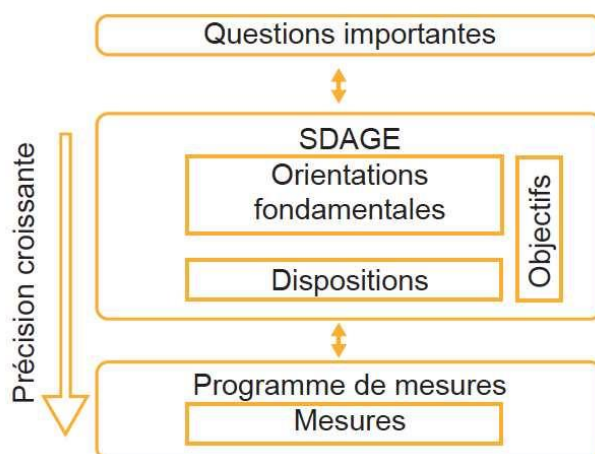 Questions importantes
SDAGE
Orientations
fondamentales
Dispositions
Objectifs
Précision croissante
Programme de mesures
Mesures